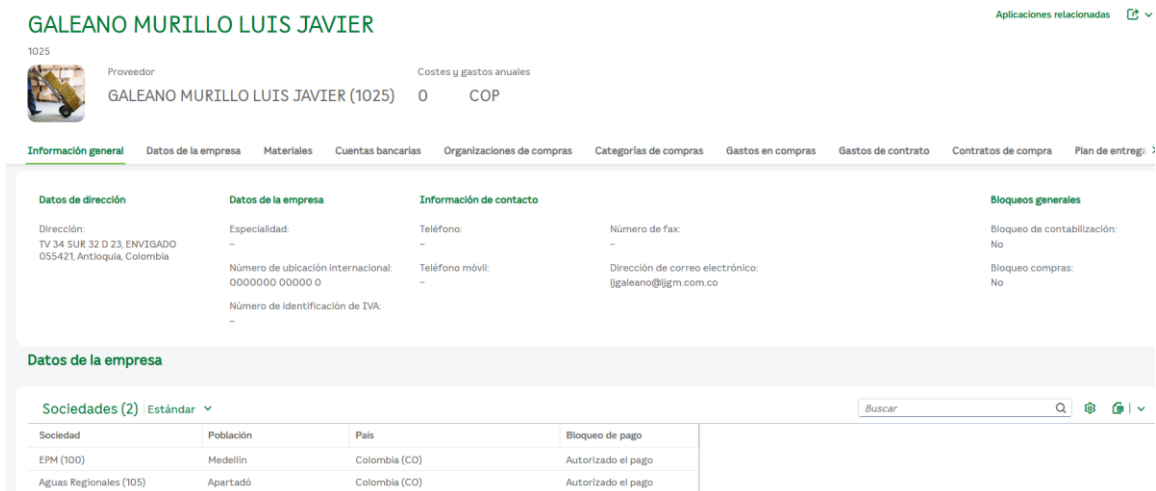 GALEANO MURILLO LUIS JAVIER
Aplicaciones relacionadas
1025
Proveedor
Costes y gastos anuales
GALEANO MURILLO LUIS JAVIER (1025)
0 COP
Información general Datos de la empresa Materiales Cuentas bancarias Organizaciones de compras Categorías de compras Gastos en compras Gastos de contrato Contratos de compra Plan de entrega
Datos de dirección
Dirección:
TV 34 SUR 32 D 23, ENVIGADO
055421, Antioquia, Colombia
Datos de la empresa
Especialidad:
–
Número de ubicación internacional:
0000000 00000 0
Número de identificación de IVA:
–
Información de contacto
Teléfono:
–
Teléfono móvil:
–
Número de fax:
–
Dirección de correo electrónico:
ljgaleano@ljgm.com.co
Bloqueos generales
Bloqueo de contabilización:
No
Bloqueo compras:
No
Datos de la empresa
Sociedades (2) Estándar
Buscar
Sociedad Población País Bloqueo de pago
EPM (100) Medellín Colombia (CO) Autorizado el pago
Aguas Regionales (105) Apartadó Colombia (CO) Autorizado el pago